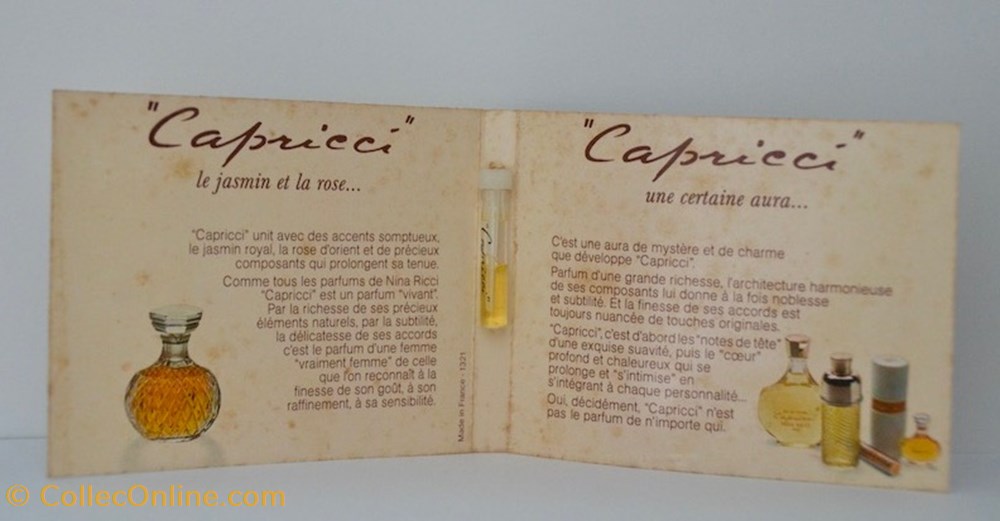 "Capricci"
le jasmin et la rose...
"Capricci" unit avec des accents somptueux,
le jasmin royal, la rose d'orient et de précieux
composants qui prolongent sa tenue.
Comme tous les parfums de Nina Ricci
"Capricci" est un parfum "vivant".
Par la richesse de ses précieux
éléments naturels, par la subtilité,
la délicatesse de ses accords
c'est le parfum d'une femme
"vraiment femme" de celle
que l'on reconnaît à la
finesse de son goût, à son
raffinement, à sa sensibilité.
Made in France - 1321
"Capricci"
"Capricci"
une certaine aura...
C'est une aura de mystère et de charme
que développe "Capricci".
Parfum d'une grande richesse, l'architecture harmonieuse
de ses composants lui donne à la fois noblesse
et subtilité. Et la finesse de ses accords est
toujours nuancée de touches originales.
"Capricci", c'est d'abord les "notes de tête"
d'une exquise suavité, puis le "cœur"
profond et chaleureux qui se
prolonge et "s'intimise" en
s'intégrant à chaque personnalité...
Oui, décidément, "Capricci" n'est
pas le parfum de n'importe qui.
© CollecOnline.com